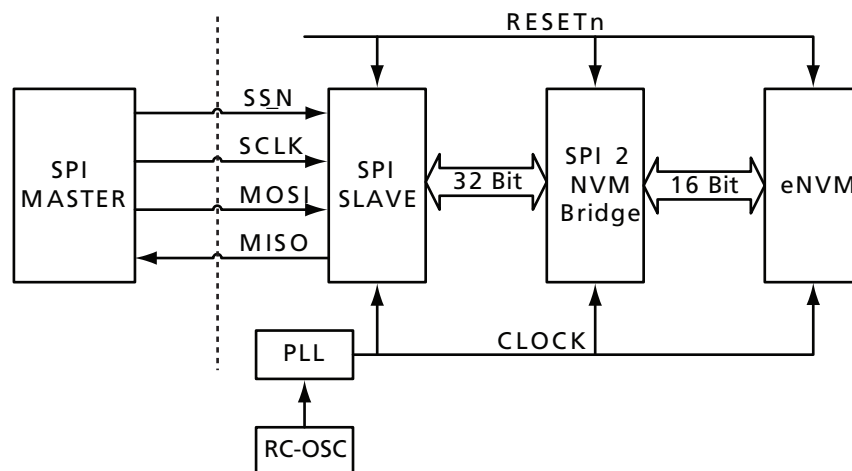 RESETn
SPI
MASTER
SS_N
SCLK
MOSI
MISO
SPI
SLAVE
32 Bit
SPI 2
NVM
Bridge
16 Bit
eNVM
PLL
CLOCK
RC-OSC